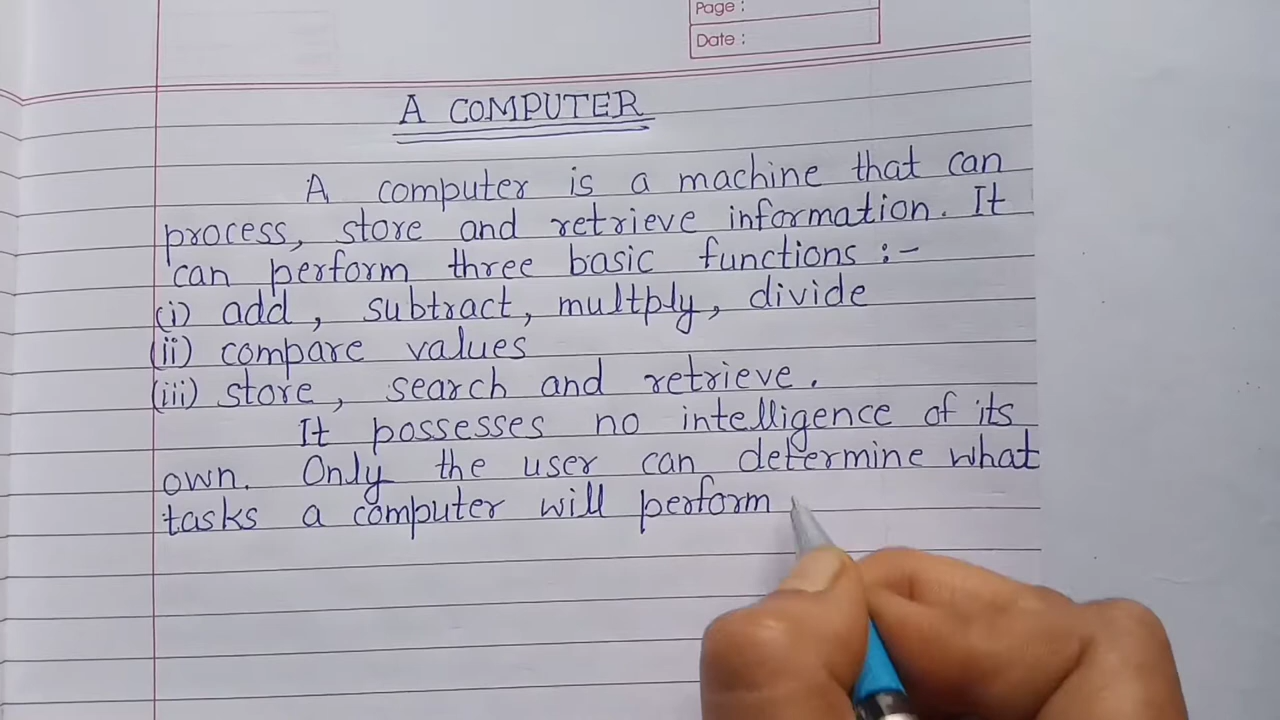 Page :
Date :
A COMPUTER
A computer is a machine that can
process, store and retrieve information. It
can perform three basic functions :-
(i) add, subtract, multply, divide
(ii) compare values
(iii) store, search and retrieve.
It possesses no intelligence of its
own. Only the user can determine what
tasks a computer will perform